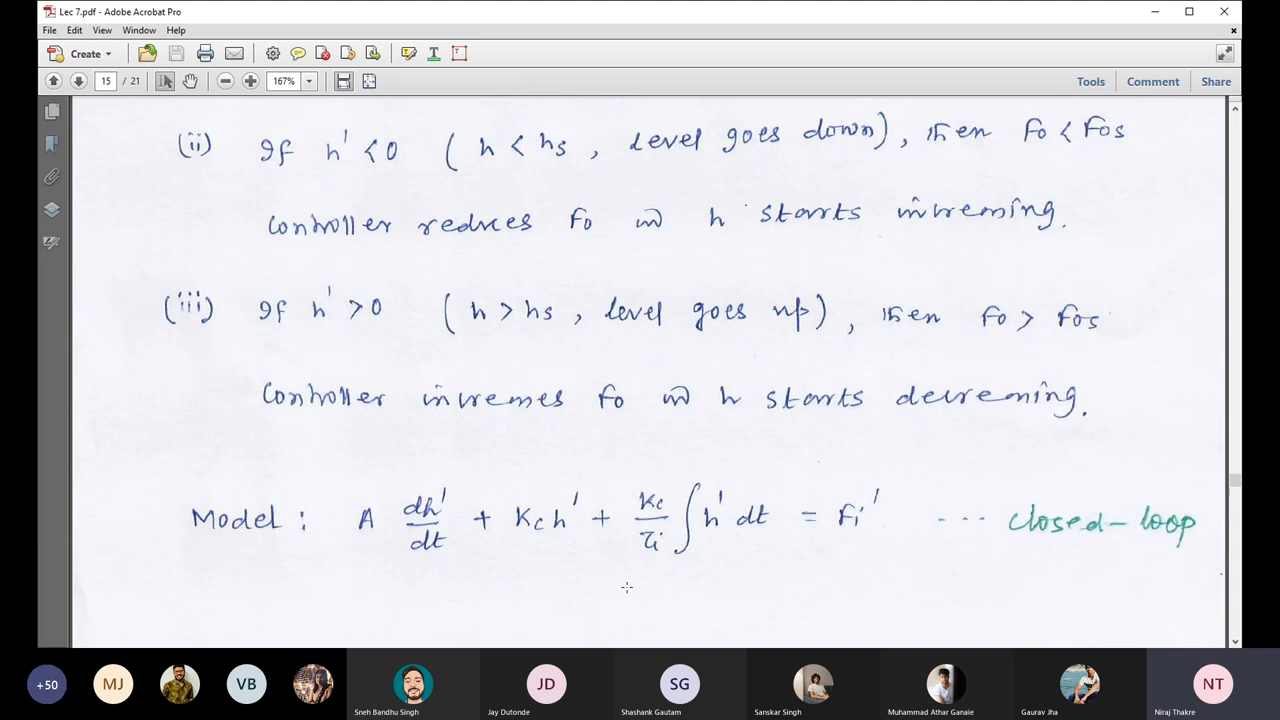 Lec 7.pdf - Adobe Acrobat Pro
File Edit View Window Help
Create
15 / 21 167% Tools Comment Share
(ii) If h' < 0 ( h < hs , level goes down) , then Fo < Fos
Controller reduces Fo ⇒ h starts increasing.
(iii) If h' > 0 ( h > hs , level goes up) , then Fo > Fos
Controller increases Fo ⇒ h starts decreasing.
Model : A dh'/dt + Kc h' + Kc/τi ∫ h' dt = Fi' --- closed-loop
+50 MJ VB JD SG NT
Sneh Bandhu Singh Jay Dutonde Shashank Gautam Sanskar Singh Muhammad Athar Ganaie Gaurav Jha Niraj Thakre